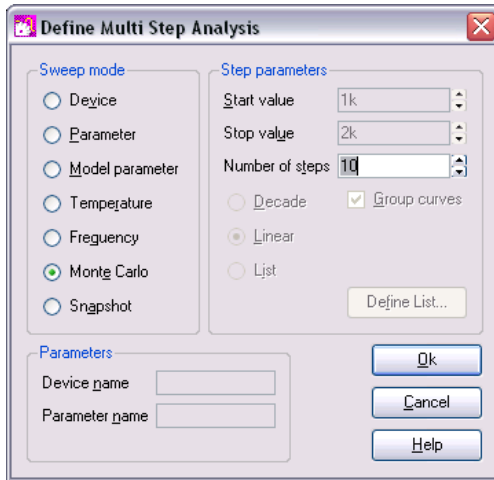 Define Multi Step Analysis
Sweep mode
Device
Parameter
Model parameter
Temperature
Frequency
Monte Carlo
Snapshot
Step parameters
Start value 1k
Stop value 2k
Number of steps 10
Decade
Group curves
Linear
List
Define List...
Parameters
Device name
Parameter name
Ok
Cancel
Help